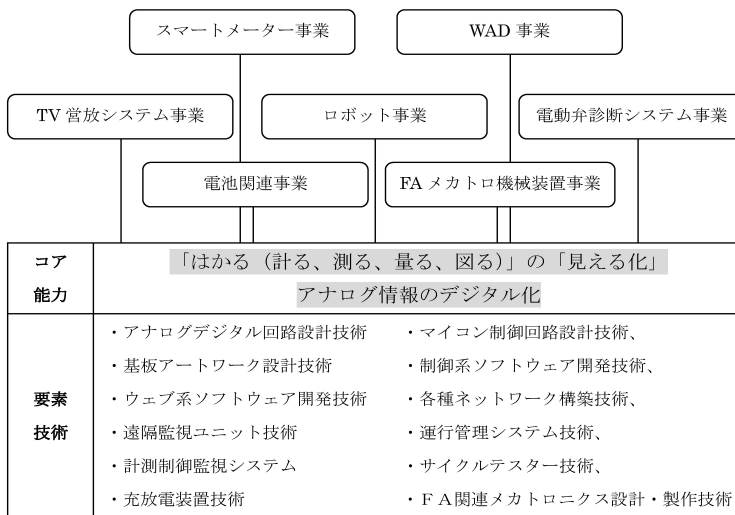 スマートメーター事業
WAD 事業
TV 営放システム事業
ロボット事業
電動弁診断システム事業
電池関連事業
FA メカトロ機械装置事業
コア
能力
「はかる（計る、測る、量る、図る）」の「見える化」
アナログ情報のデジタル化
要素
技術
・アナログデジタル回路設計技術
・基板アートワーク設計技術
・ウェブ系ソフトウェア開発技術
・遠隔監視ユニット技術
・計測制御監視システム
・充放電装置技術
・マイコン制御回路設計技術、
・制御系ソフトウェア開発技術、
・各種ネットワーク構築技術、
・運行管理システム技術、
・サイクルテスター技術、
・ＦＡ関連メカトロニクス設計・製作技術